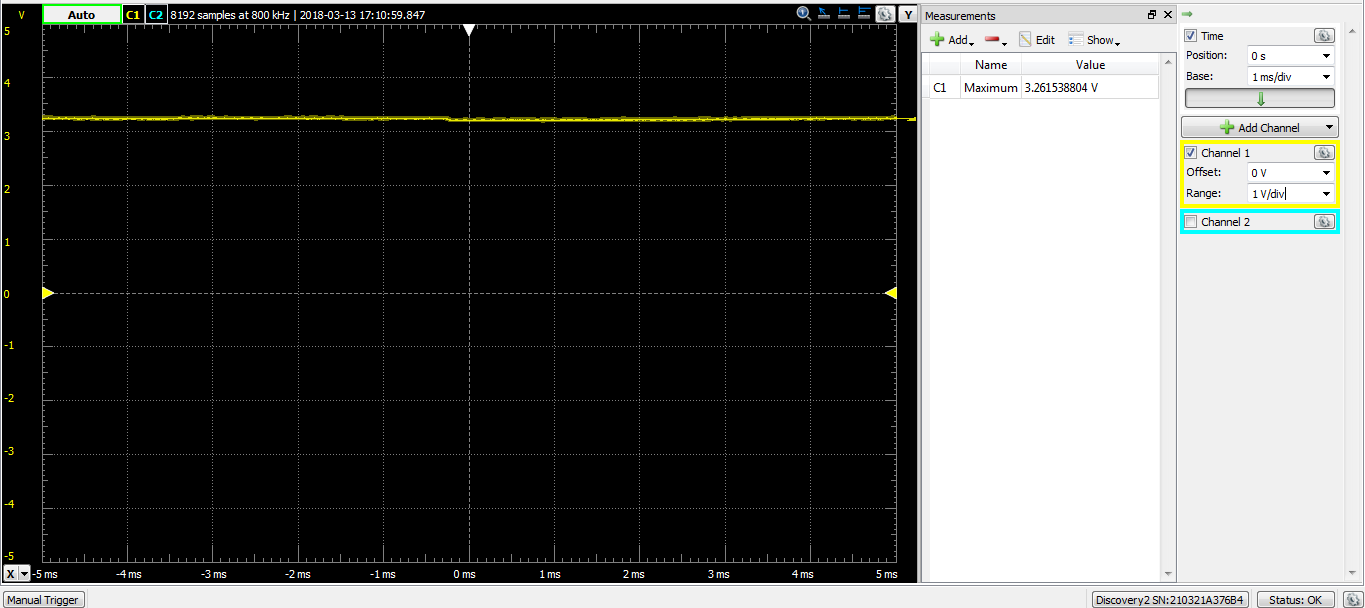 V Auto C1 C2 8192 samples at 800 kHz | 2018-03-13 17:10:59.847 Y
5
4
3
2
1
0
-1
-2
-3
-4
-5
X -5 ms -4 ms -3 ms -2 ms -1 ms 0 ms 1 ms 2 ms 3 ms 4 ms 5 ms
Measurements
Add Edit Show
Name Value
C1 Maximum 3.261538804 V
Time
Position: 0 s
Base: 1 ms/div
Add Channel
Channel 1
Offset: 0 V
Range: 1 V/div
Channel 2
Manual Trigger Discovery2 SN:210321A376B4 Status: OK